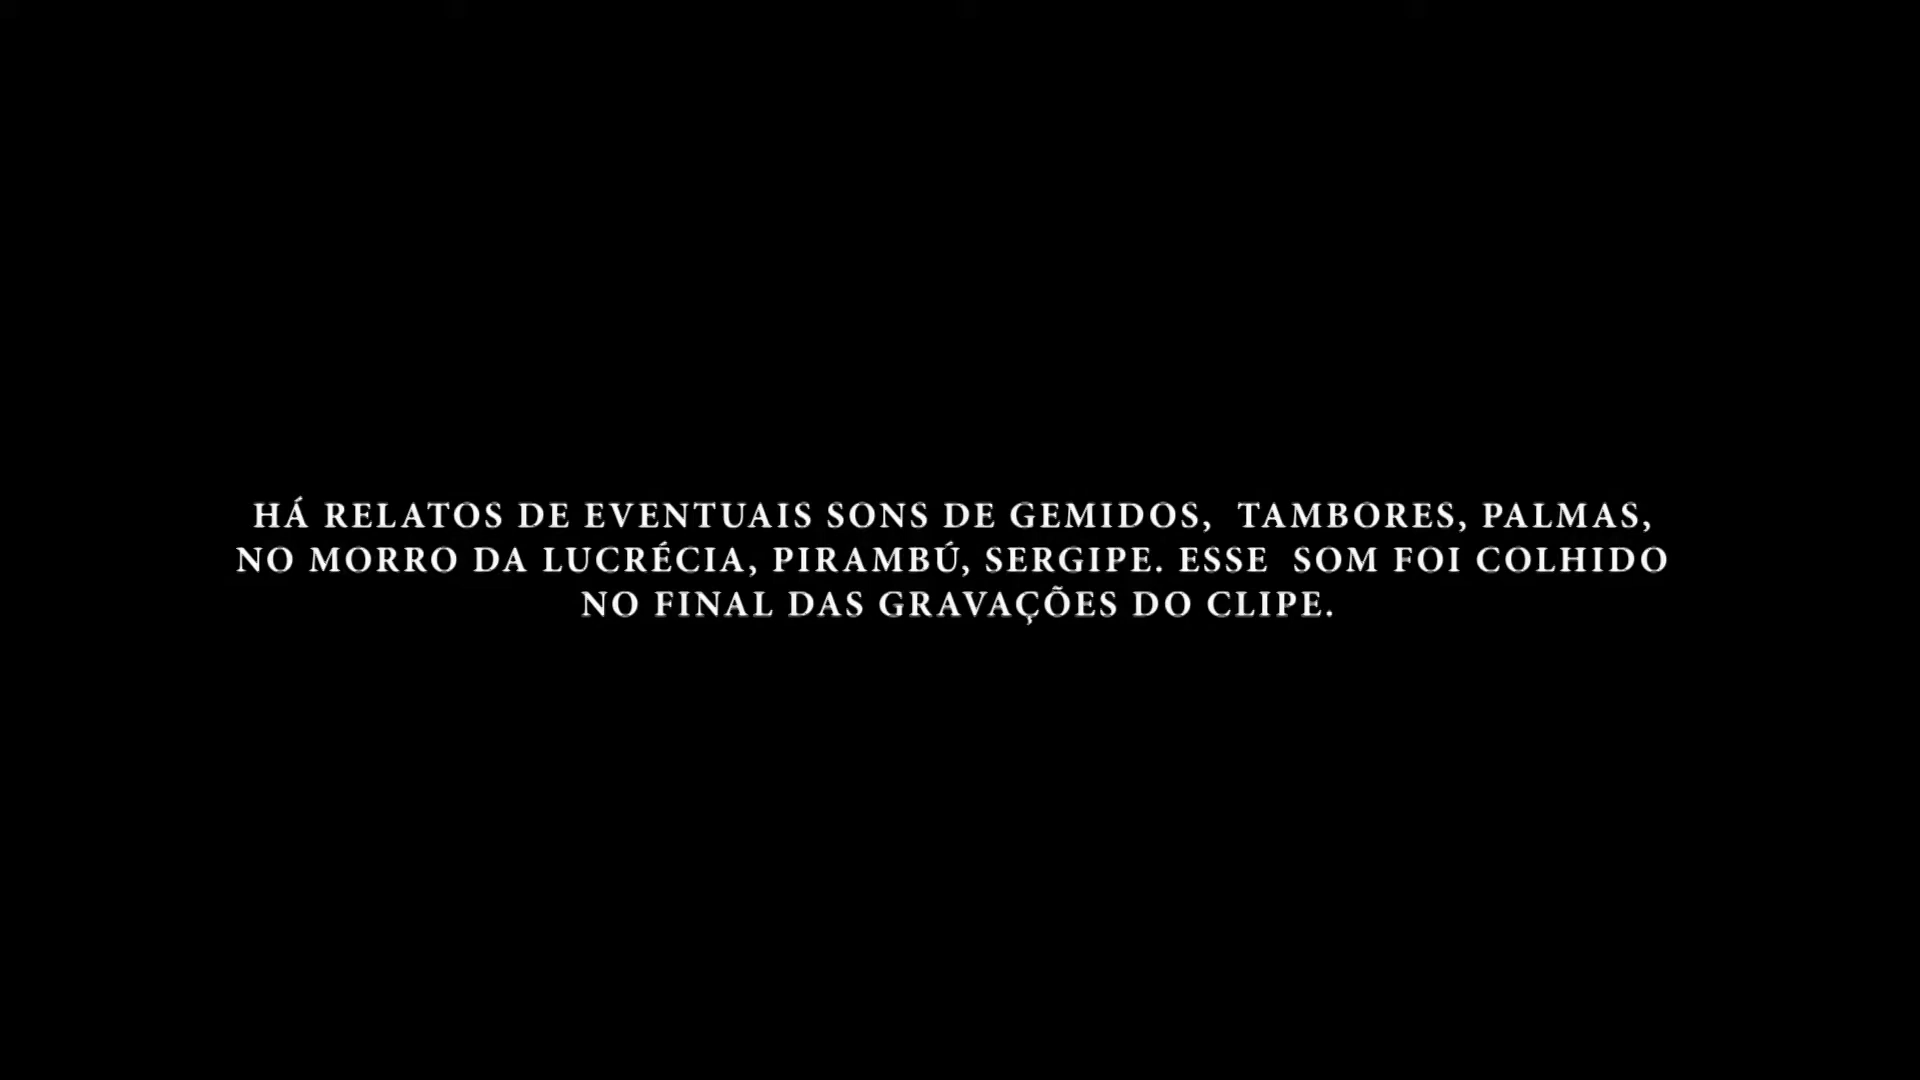 HÁ RELATOS DE EVENTUAIS SONS DE GEMIDOS, TAMBORES, PALMAS,
NO MORRO DA LUCRÉCIA, PIRAMBÚ, SERGIPE. ESSE SOM FOI COLHIDO
NO FINAL DAS GRAVAÇÕES DO CLIPE.